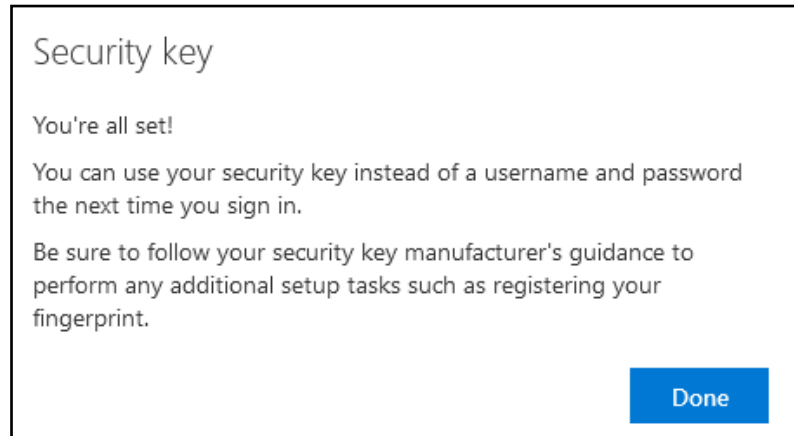 Security key
You're all set!
You can use your security key instead of a username and password
the next time you sign in.
Be sure to follow your security key manufacturer's guidance to
perform any additional setup tasks such as registering your
fingerprint.
Done